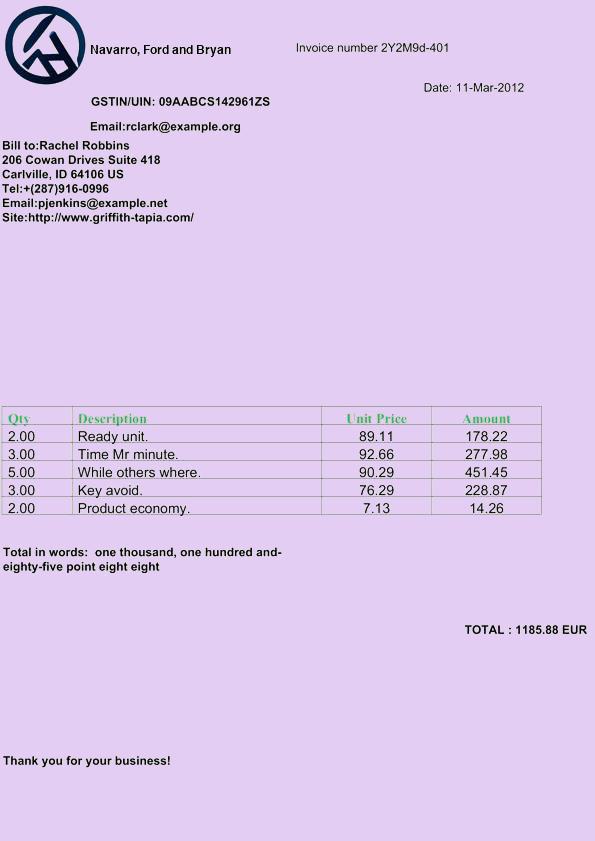 Navarro, Ford and Bryan
Invoice number 2Y2M9d-401
Date: 11-Mar-2012
GSTIN/UIN: 09AABCS142961ZS
Email:rclark@example.org
Bill to:Rachel Robbins
206 Cowan Drives Suite 418
Carlville, ID 64106 US
Tel:+(287)916-0996
Email:pjenkins@example.net
Site:http://www.griffith-tapia.com/
Qty Description Unit Price Amount
2.00 Ready unit. 89.11 178.22
3.00 Time Mr minute. 92.66 277.98
5.00 While others where. 90.29 451.45
3.00 Key avoid. 76.29 228.87
2.00 Product economy. 7.13 14.26
Total in words:  one thousand, one hundred and-
eighty-five point eight eight
TOTAL : 1185.88 EUR
Thank you for your business!